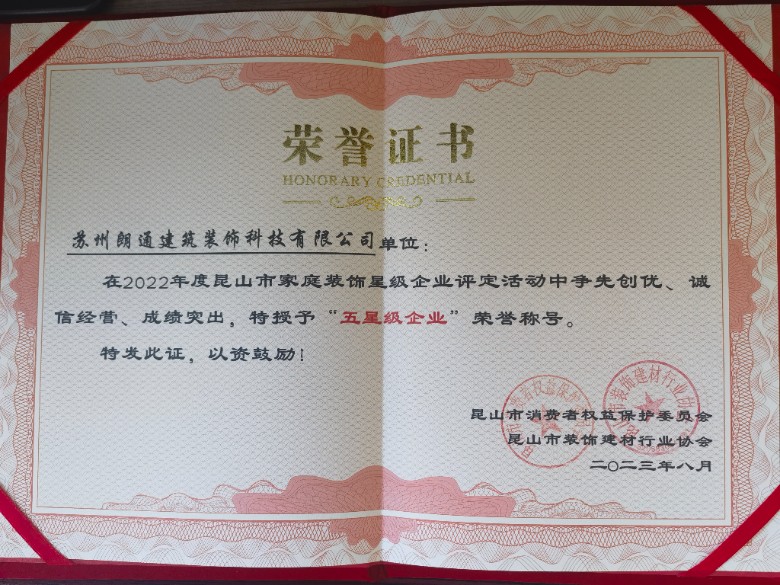 荣誉证书
HONORARY CREDENTIAL
苏州朗通建筑装饰科技有限公司单位：
在2022年度昆山市家庭装饰星级企业评定活动中争先创优、诚
信经营、成绩突出，特授予“五星级企业”荣誉称号。
特发此证，以资鼓励！
昆山市消费者权益保护委员会
昆山市装饰建材行业协会
二〇二三年八月